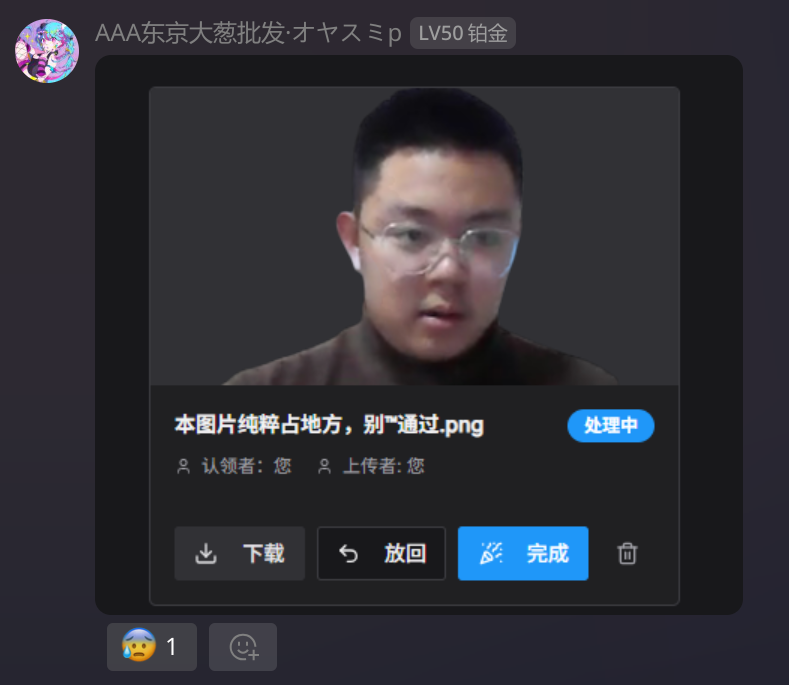 AAA东京大葱批发·オヤスミp LV50 铂金
本图片纯粹占地方，别™通过.png 处理中
认领者：您 上传者: 您
下载 放回 完成
1